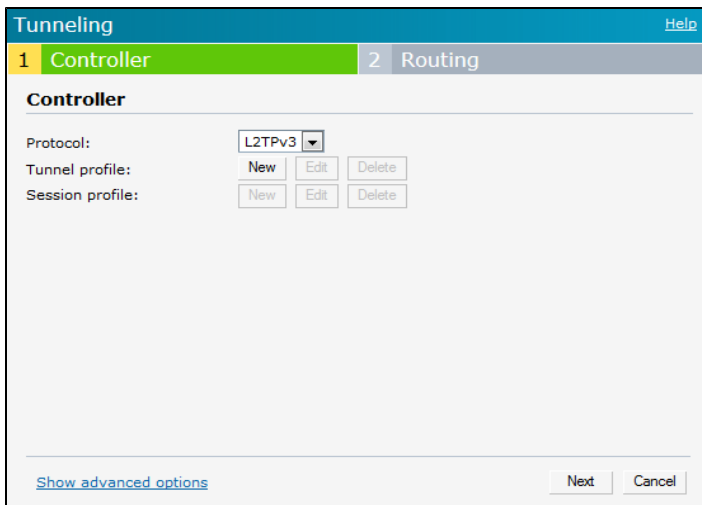 Tunneling Help
1 Controller 2 Routing
Controller
Protocol: L2TPv3
Tunnel profile: New Edit Delete
Session profile: New Edit Delete
Show advanced options Next Cancel